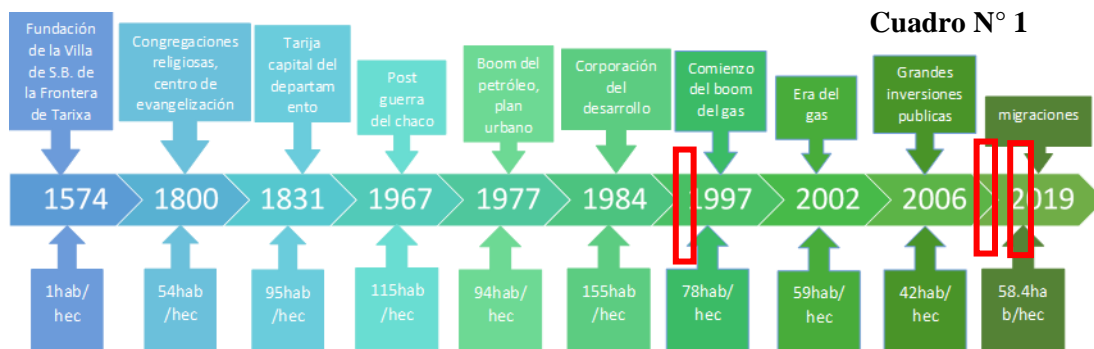 Cuadro N° 1
Fundación
de la Villa
de S.B. de
la Frontera
de Tarixa
Congregaciones
religiosas,
centro de
evangelización
Tarija
capital del
departam
ento
Post
guerra
del chaco
Boom del
petróleo,
plan
urbano
Corporación
del
desarrollo
Comienzo
del boom
del gas
Era del
gas
Grandes
inversiones
publicas
migraciones
1574 1800 1831 1967 1977 1984 1997 2002 2006 2019
1hab/
hec
54hab
/hec
95hab
/hec
115hab
/hec
94hab/
hec
155hab
/hec
78hab/
hec
59hab/
hec
42hab/
hec
58.4ha
b/hec